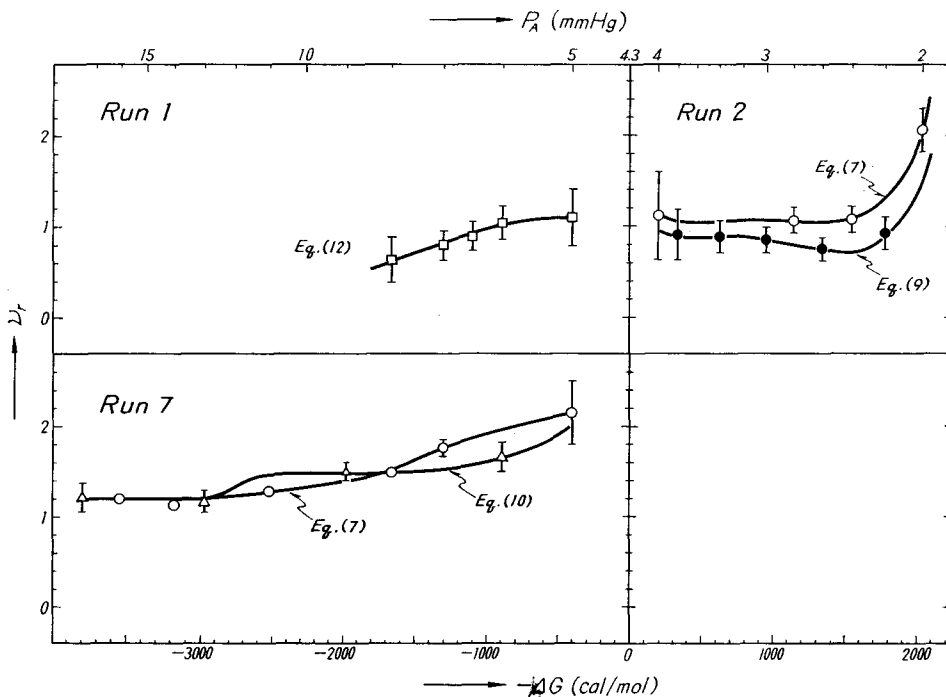 P_A (mmHg)
15 10 5 4.3 4 3 2
Run 1
Run 2
2
1
0
Eq.(12)
Eq.(7)
Eq.(9)
ν_r
Run 7
2
1
0
Eq.(7)
Eq.(10)
-3000 -2000 -1000 0 1000 2000
G (cal/mol)